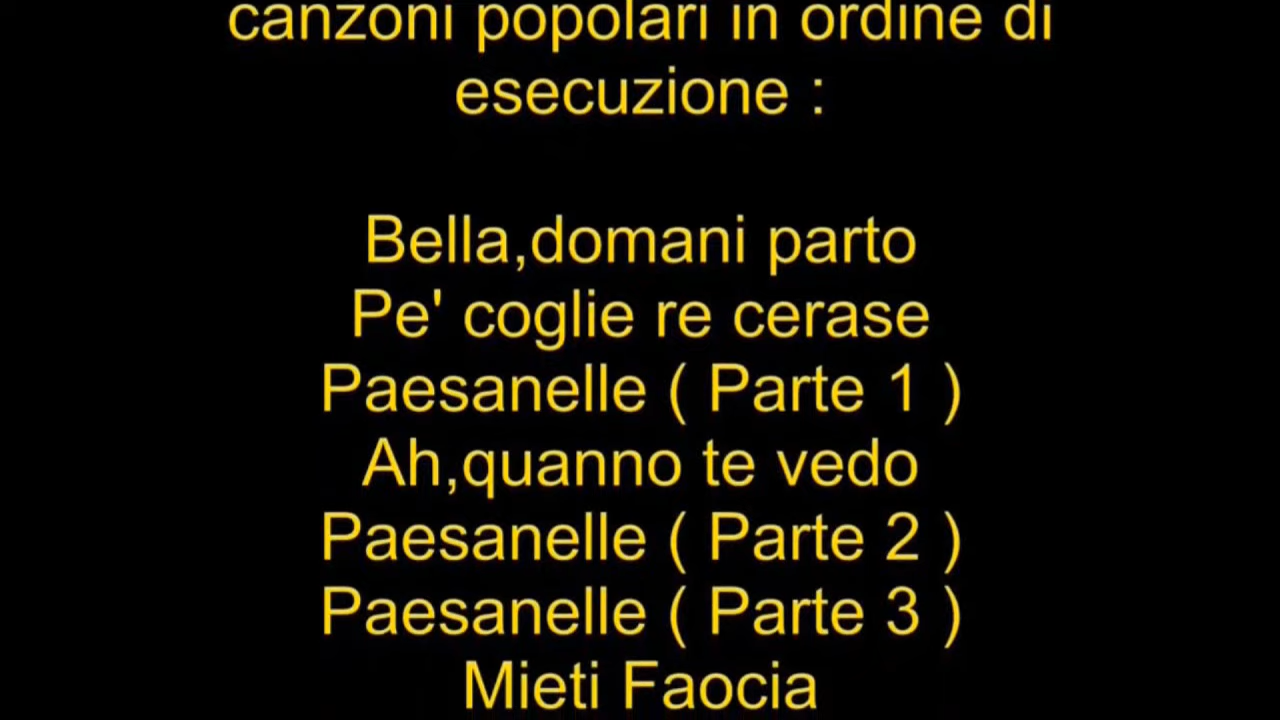 canzoni popolari in ordine di
esecuzione :
Bella,domani parto
Pe' coglie re cerase
Paesanelle ( Parte 1 )
Ah,quanno te vedo
Paesanelle ( Parte 2 )
Paesanelle ( Parte 3 )
Mieti Faocia